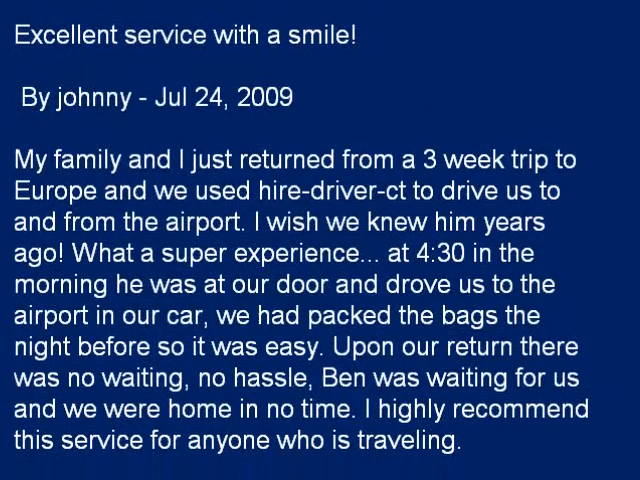 Excellent service with a smile!
By johnny - Jul 24, 2009
My family and I just returned from a 3 week trip to
Europe and we used hire-driver-ct to drive us to
and from the airport. I wish we knew him years
ago! What a super experience... at 4:30 in the
morning he was at our door and drove us to the
airport in our car, we had packed the bags the
night before so it was easy. Upon our return there
was no waiting, no hassle, Ben was waiting for us
and we were home in no time. I highly recommend
this service for anyone who is traveling.